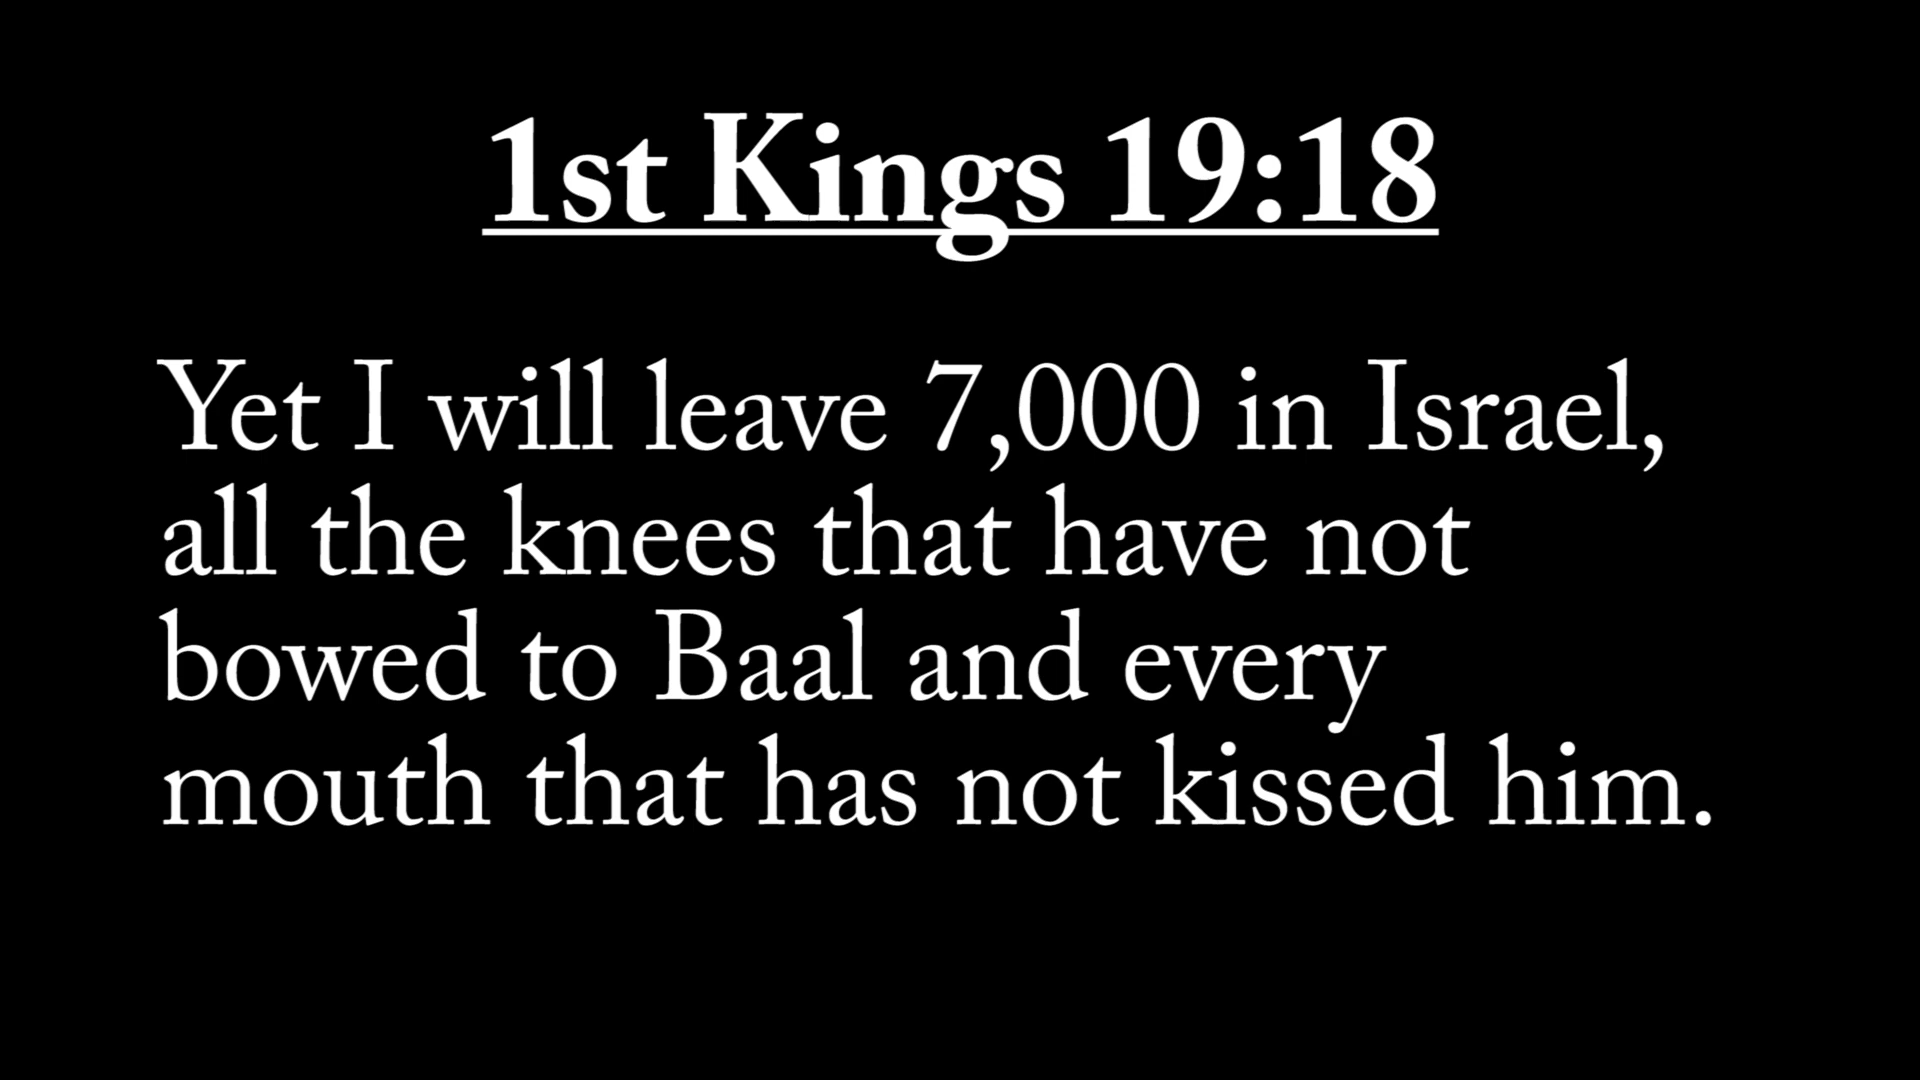 1st Kings 19:18
Yet I will leave 7,000 in Israel,
all the knees that have not
bowed to Baal and every
mouth that has not kissed him.